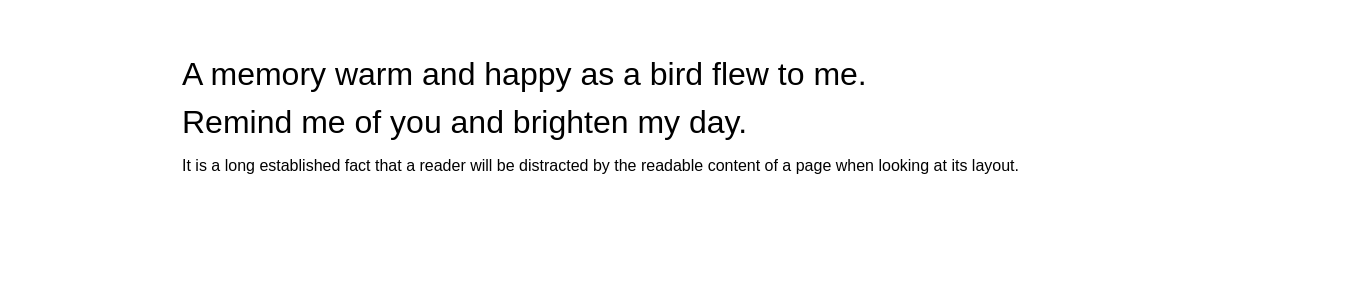 A memory warm and happy as a bird flew to me.
Remind me of you and brighten my day.
It is a long established fact that a reader will be distracted by the readable content of a page when looking at its layout.